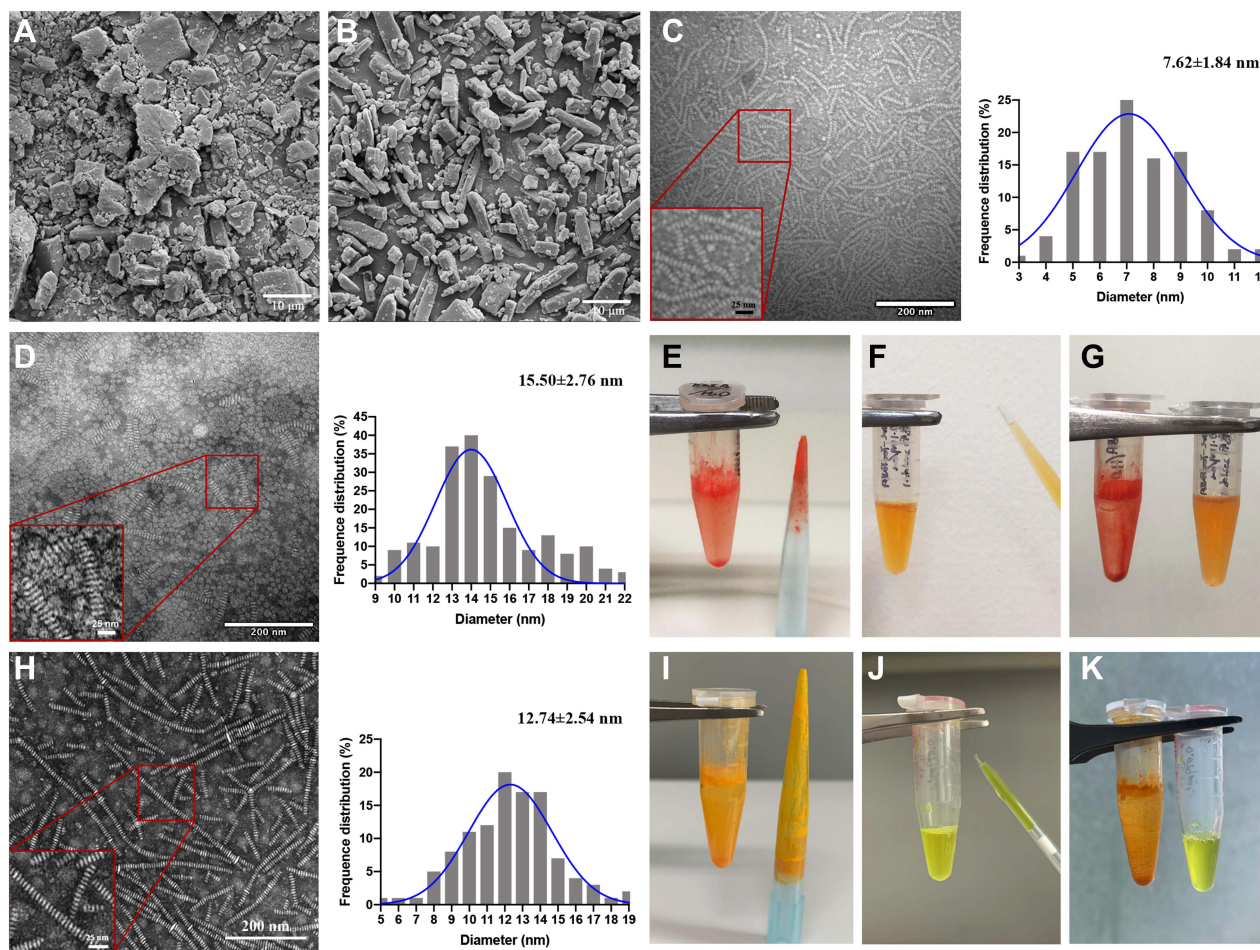 A
10 μm
B
10 μm
C
25 nm
200 nm
7.62±1.84 nm
Frequence distribution (%)
25
20
15
10
5
0
3 4 5 6 7 8 9 10 11
Diameter (nm)
D
25 nm
200 nm
15.50±2.76 nm
Frequence distribution (%)
45
40
35
30
25
20
15
10
5
0
9 10 11 12 13 14 15 16 17 18 19 20 21 22
Diameter (nm)
E
F
G
H
25 nm
200 nm
12.74±2.54 nm
Frequence distribution (%)
25
20
15
10
5
0
5 6 7 8 9 10 11 12 13 14 15 16 17 18 19
Diameter (nm)
I
J
K